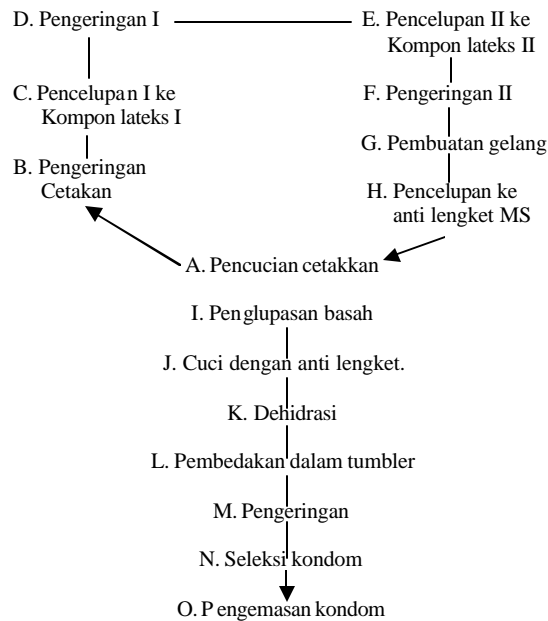 D. Pengeringan I
E. Pencelupan II ke
Kompon lateks II
C. Pencelupan I ke
Kompon lateks I
F. Pengeringan II
G. Pembuatan gelang
B. Pengeringan
Cetakan
H. Pencelupan ke
anti lengket MS
A. Pencucian cetakkan
I. Penglupasan basah
J. Cuci dengan anti lengket.
K. Dehidrasi
L. Pembedakan dalam tumbler
M. Pengeringan
N. Seleksi kondom
O. P engemasan kondom